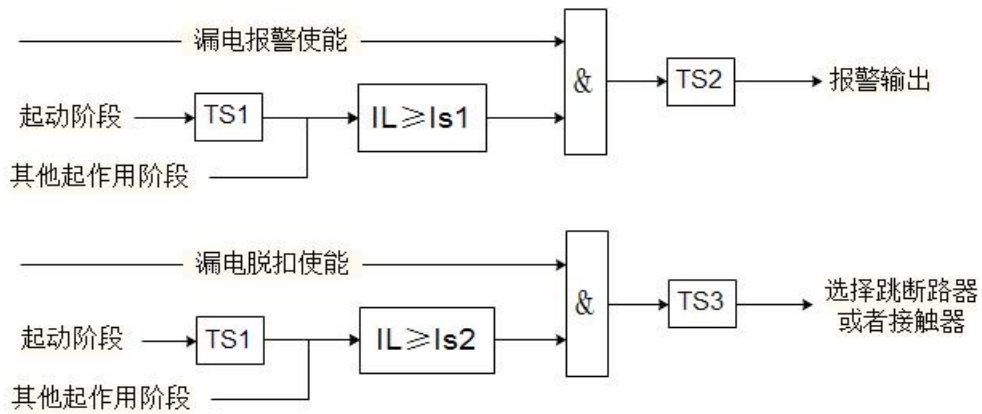 漏电报警使能
&
TS2
报警输出
起动阶段
TS1
IL≥Is1
其他起作用阶段
漏电脱扣使能
&
TS3
选择跳断路器
或者接触器
起动阶段
TS1
IL≥Is2
其他起作用阶段